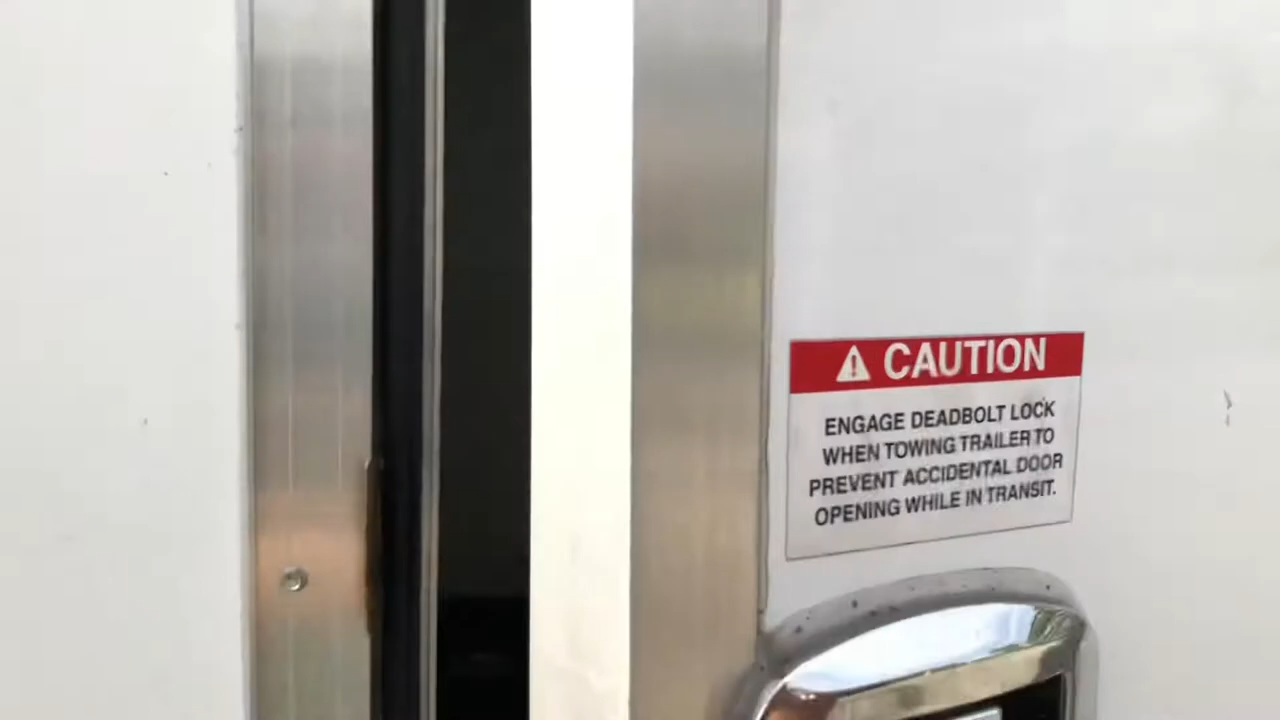 CAUTION
ENGAGE DEADBOLT LOCK
WHEN TOWING TRAILER TO
PREVENT ACCIDENTAL DOOR
OPENING WHILE IN TRANSIT.